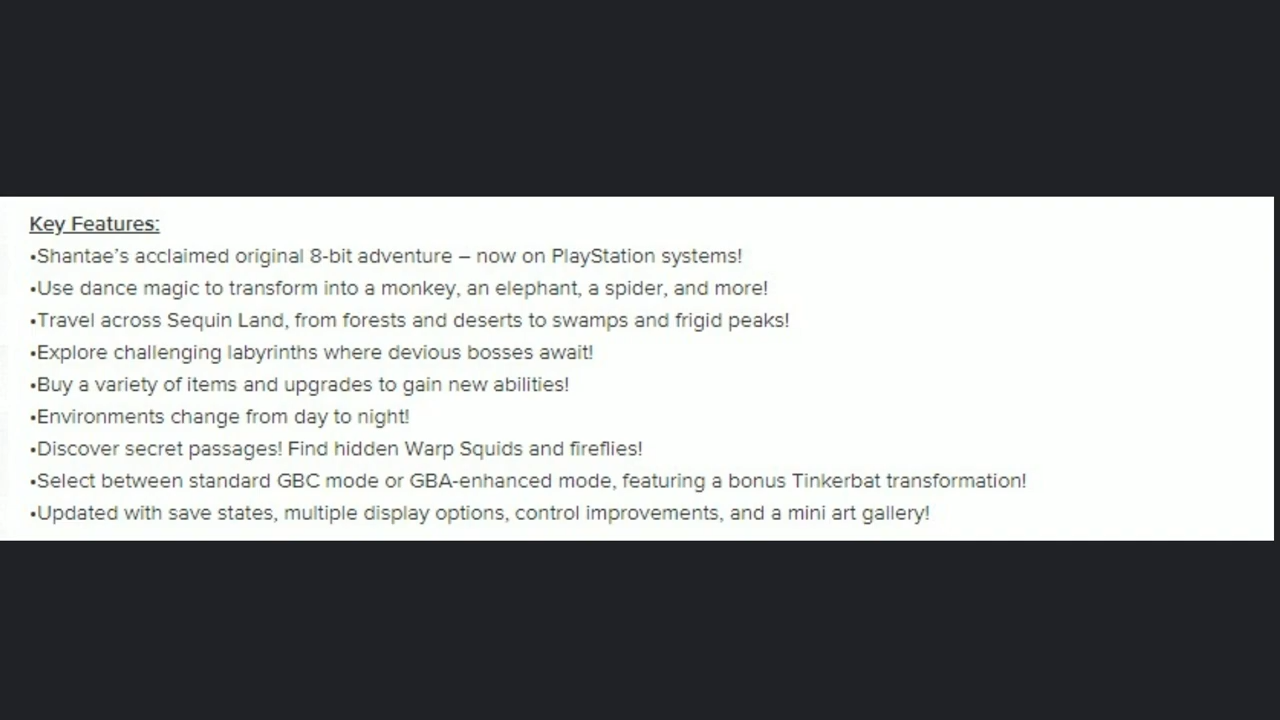 Key Features:
•Shantae’s acclaimed original 8-bit adventure – now on PlayStation systems!
•Use dance magic to transform into a monkey, an elephant, a spider, and more!
•Travel across Sequin Land, from forests and deserts to swamps and frigid peaks!
•Explore challenging labyrinths where devious bosses await!
•Buy a variety of items and upgrades to gain new abilities!
•Environments change from day to night!
•Discover secret passages! Find hidden Warp Squids and fireflies!
•Select between standard GBC mode or GBA-enhanced mode, featuring a bonus Tinkerbat transformation!
•Updated with save states, multiple display options, control improvements, and a mini art gallery!